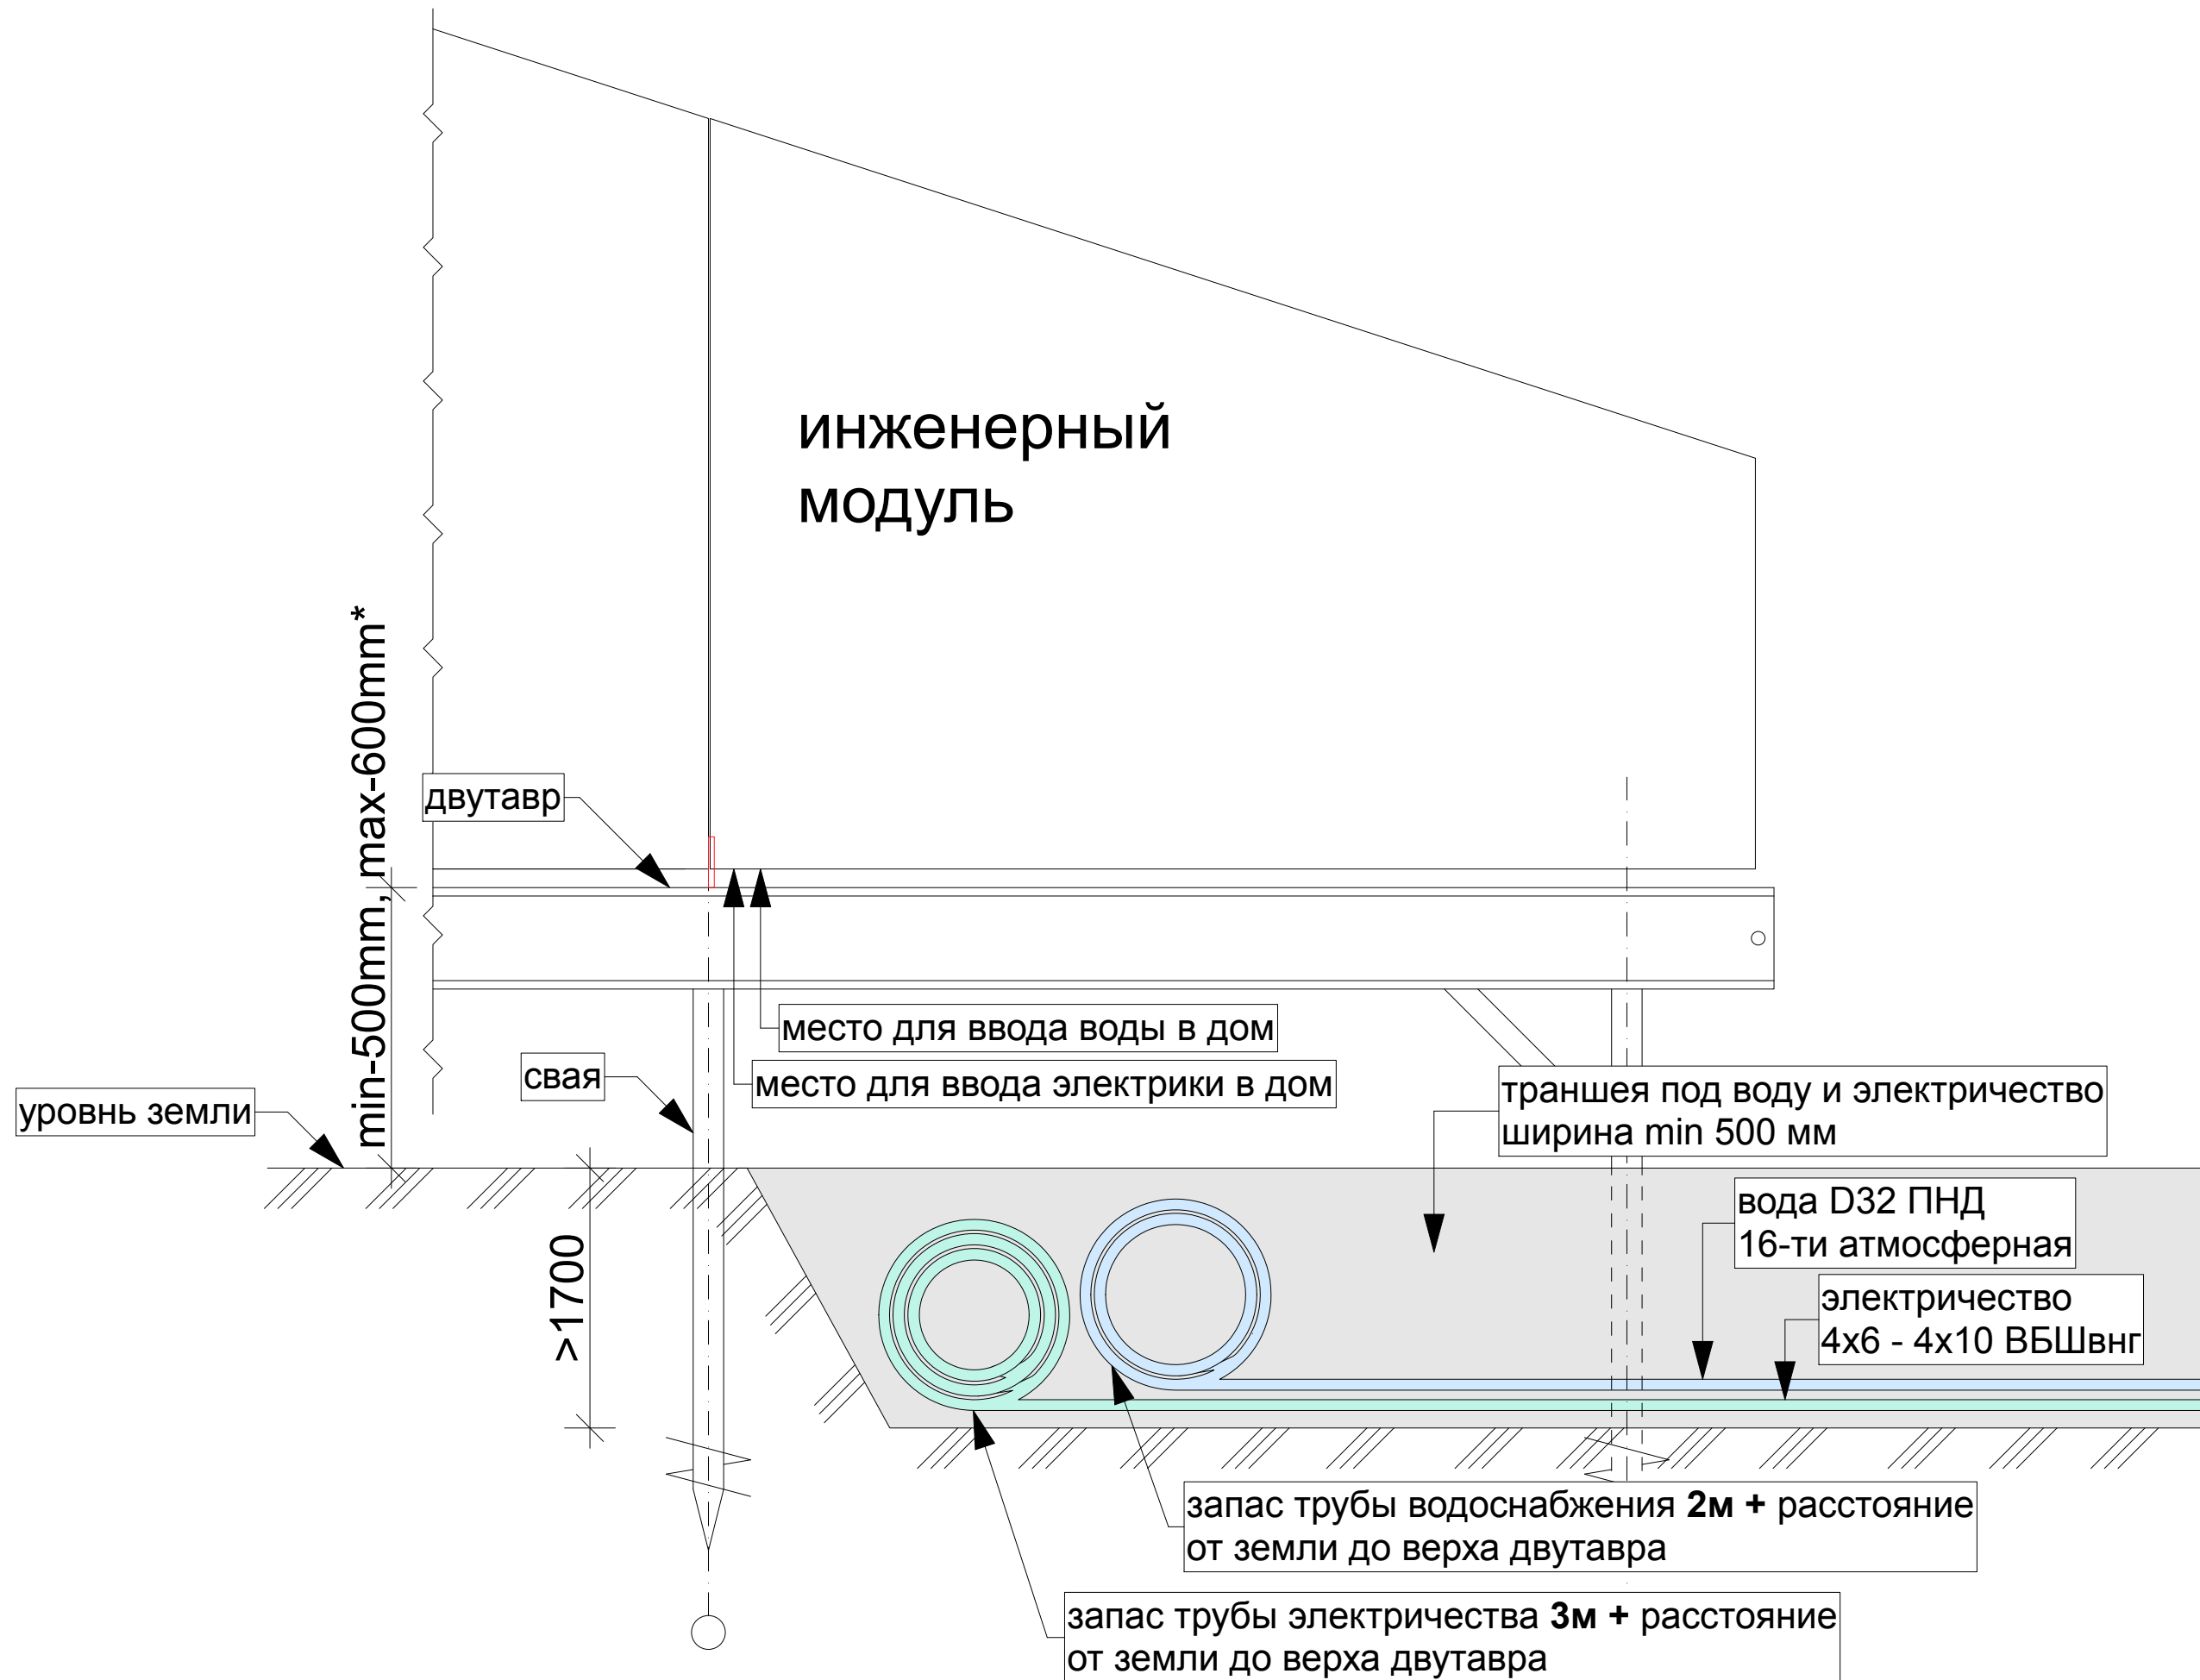 инженерный
модуль
min-500mm, max-600mm*
двутавр
место для ввода воды в дом
место для ввода электрики в дом
свая
уровнь земли
траншея под воду и электричество
ширина min 500 мм
вода D32 ПНД
16-ти атмосферная
>1700
электричество
4х6 - 4х10 ВБШвнг
запас трубы водоснабжения 2м + расстояние
от земли до верха двутавра
запас трубы электричества 3м + расстояние
от земли до верха двутавра